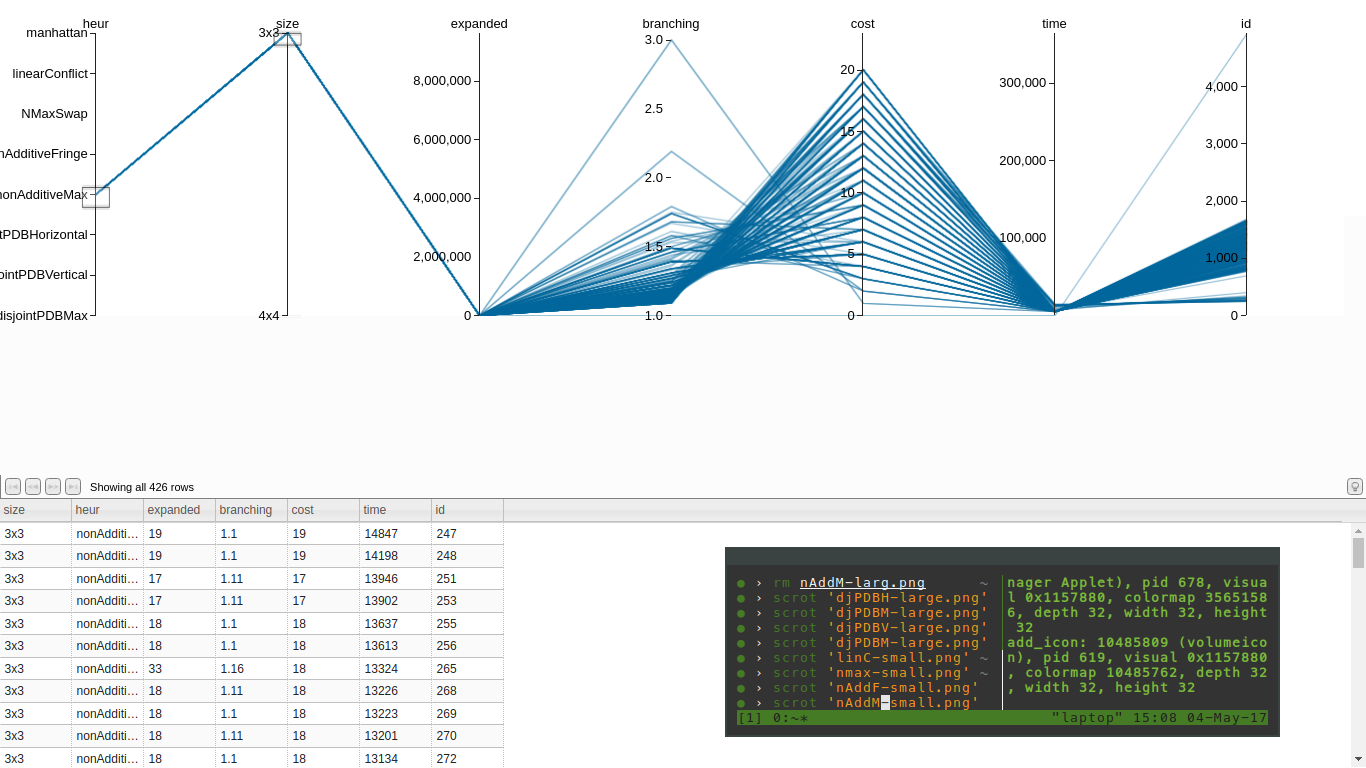 heur size expanded branching cost time id
manhattan
linearConflict
NMaxSwap
nAdditiveFringe
nonAdditiveMax
tPDBHorizontal
ointPDBVertical
disjointPDBMax
3x3
4x4
8,000,000
6,000,000
4,000,000
2,000,000
0
3.0
2.5
2.0
1.5
1.0
20
15
10
5
0
300,000
200,000
100,000
4,000
3,000
2,000
1,000
0
Showing all 426 rows
size heur expanded branching cost time id
3x3 nonAdditi… 19 1.1 19 14847 247
3x3 nonAdditi… 19 1.1 19 14198 248
3x3 nonAdditi… 17 1.11 17 13946 251
3x3 nonAdditi… 17 1.11 17 13902 253
3x3 nonAdditi… 18 1.1 18 13637 255
3x3 nonAdditi… 18 1.1 18 13613 256
3x3 nonAdditi… 33 1.16 18 13324 265
3x3 nonAdditi… 18 1.11 18 13226 268
3x3 nonAdditi… 18 1.1 18 13223 269
3x3 nonAdditi… 18 1.11 18 13201 270
3x3 nonAdditi… 18 1.1 18 13134 272
› rm nAddM-larg.png ~
› scrot 'djPDBH-large.png'
› scrot 'djPDBM-large.png'
› scrot 'djPDBV-large.png'
› scrot 'djPDBM-large.png'
› scrot 'linC-small.png' ~
› scrot 'nmax-small.png' ~
› scrot 'nAddF-small.png'
› scrot 'nAddM-small.png'
nager Applet), pid 678, visua
l 0x1157880, colormap 3565158
6, depth 32, width 32, height
32
add_icon: 10485809 (volumeico
n), pid 619, visual 0x1157880
, colormap 10485762, depth 32
, width 32, height 32
[1] 0:~* "laptop" 15:08 04-May-17